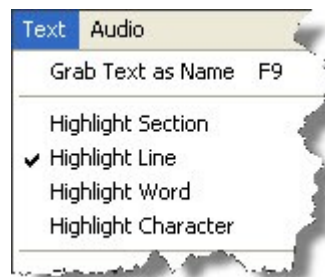 Text Audio
Grab Text as Name F9
Highlight Section
✔ Highlight Line
Highlight Word
Highlight Character